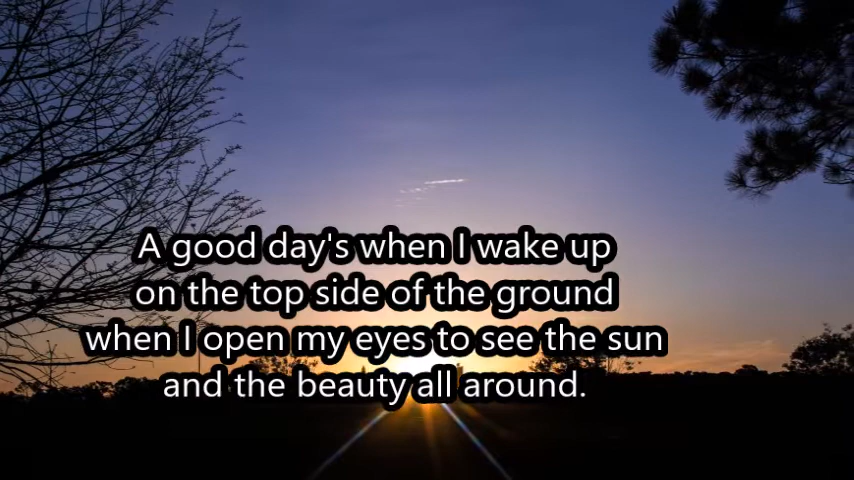 A good day's when I wake up
on the top side of the ground
when I open my eyes to see the sun
and the beauty all around.